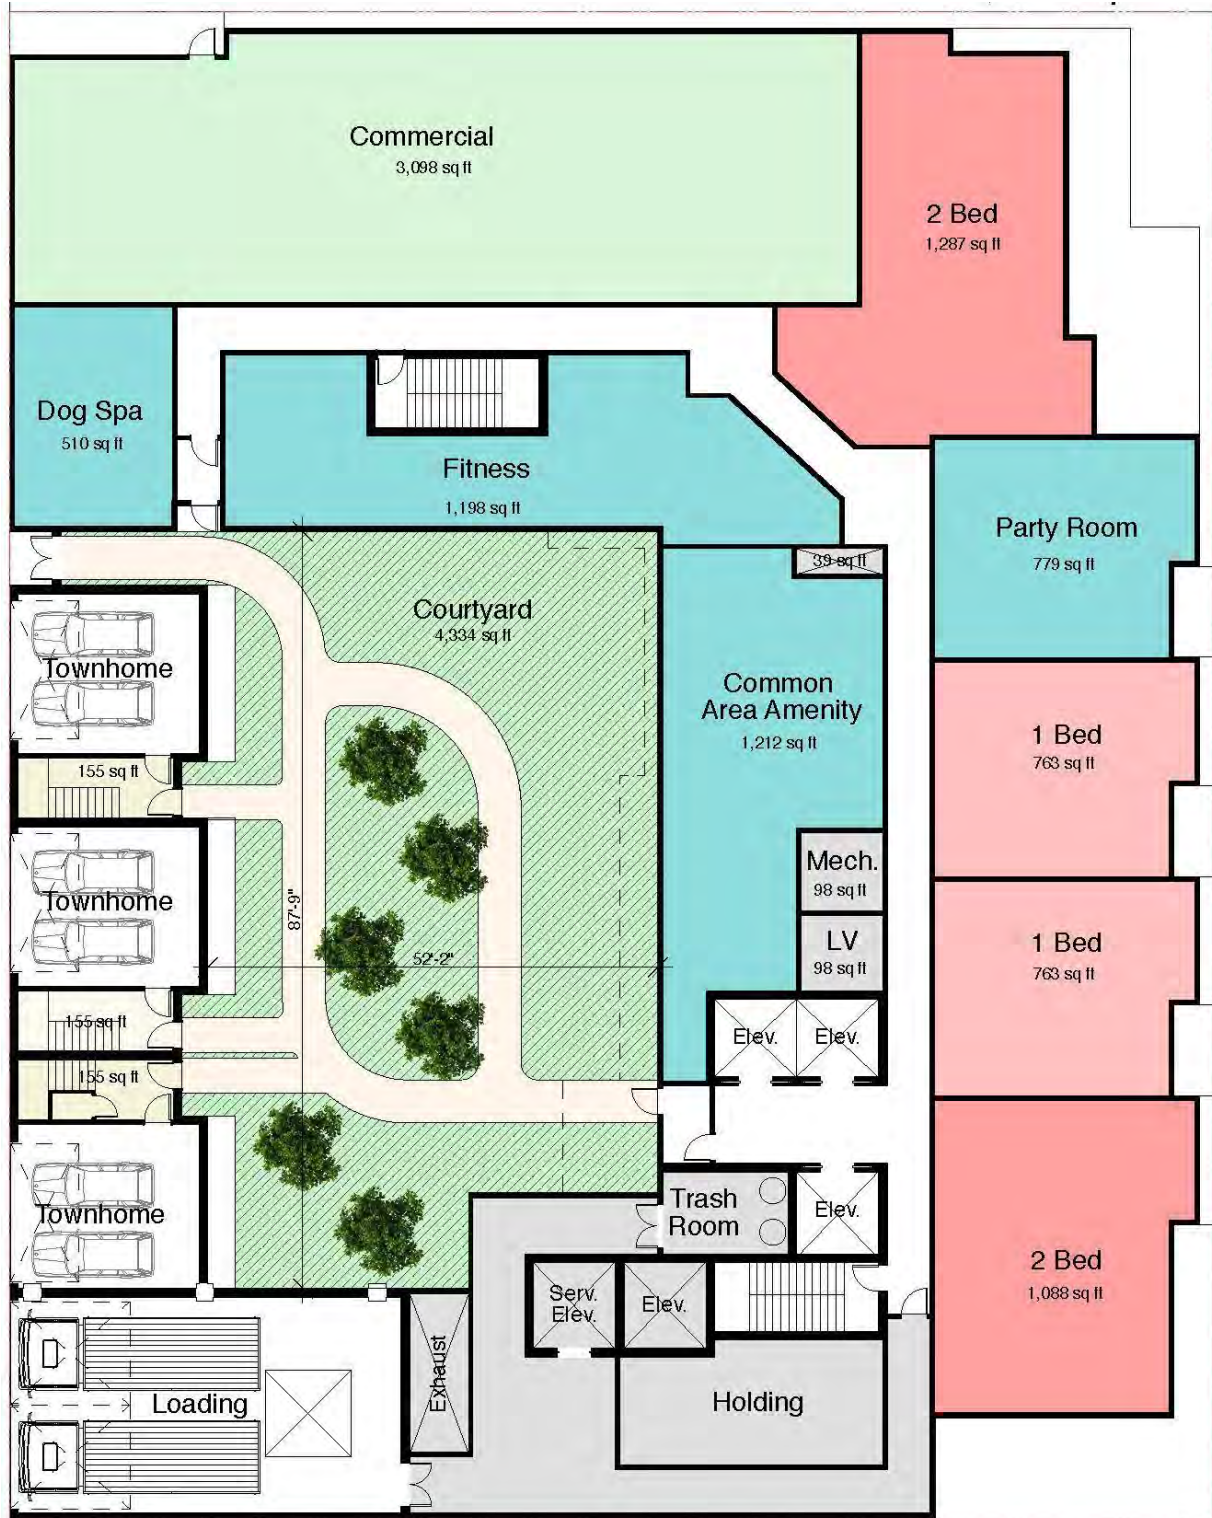 Commercial
3,098 sq ft
2 Bed
1,287 sq ft
Dog Spa
510 sq ft
Fitness
1,198 sq ft
Party Room
779 sq ft
39 sq ft
Courtyard
4,334 sq ft
Townhome
Common
Area Amenity
1,212 sq ft
1 Bed
763 sq ft
155 sq ft
Mech.
98 sq ft
Townhome
87'-9"
52'-2"
LV
98 sq ft
1 Bed
763 sq ft
155 sq ft
Elev.
Elev.
155 sq ft
Townhome
Trash
Room
Elev.
2 Bed
1,088 sq ft
Serv.
Elev.
Elev.
Exhaust
Loading
Holding